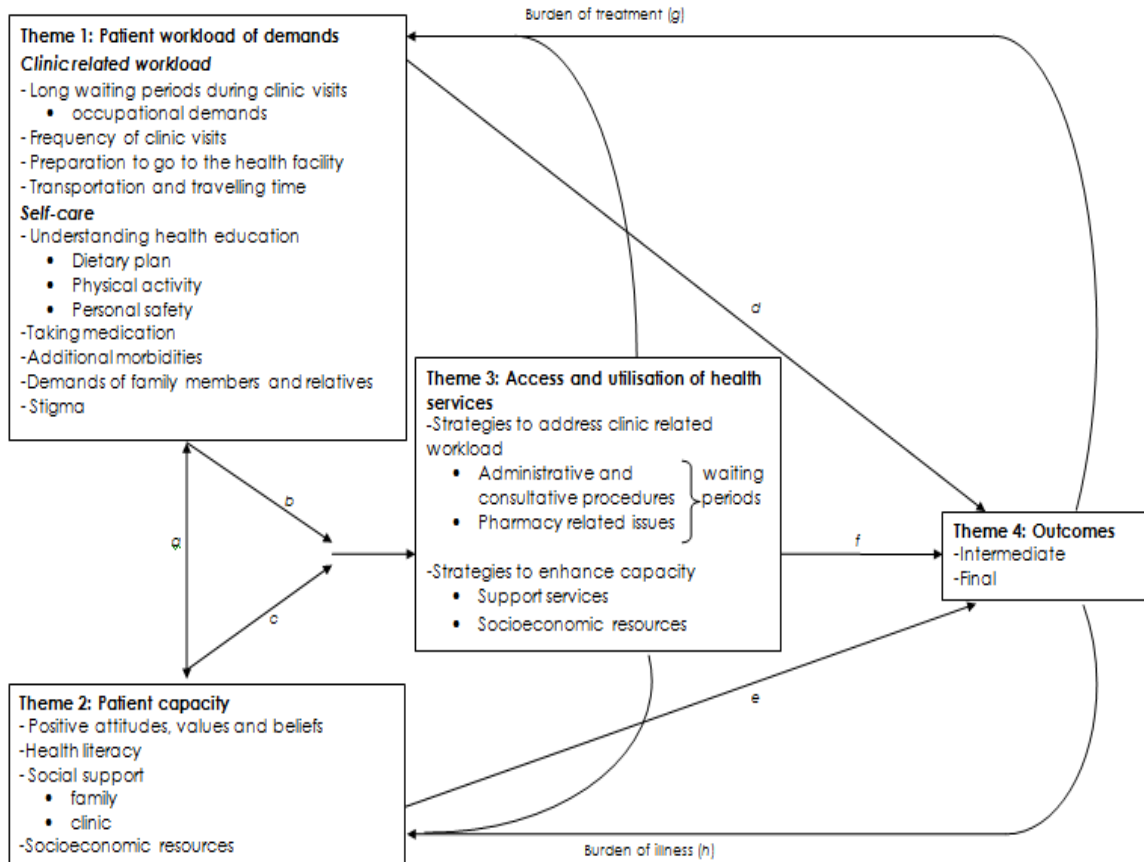 Burden of treatment (g)
Theme 1: Patient workload of demands
Clinic related workload
- Long waiting periods during clinic visits
• occupational demands
- Frequency of clinic visits
- Preparation to go to the health facility
- Transportation and travelling time
Self-care
- Understanding health education
• Dietary plan
• Physical activity
• Personal safety
-Taking medication
-Additional morbidities
-Demands of family members and relatives
-Stigma
d
Theme 3: Access and utilisation of health
services
-Strategies to address clinic related
workload
• Administrative and
consultative procedures
• Pharmacy related issues
waiting
periods
-Strategies to enhance capacity
• Support services
• Socioeconomic resources
b
a
c
f
Theme 4: Outcomes
-Intermediate
-Final
e
Theme 2: Patient capacity
- Positive attitudes, values and beliefs
-Health literacy
- Social support
• family
• clinic
-Socioeconomic resources
Burden of illness (h)